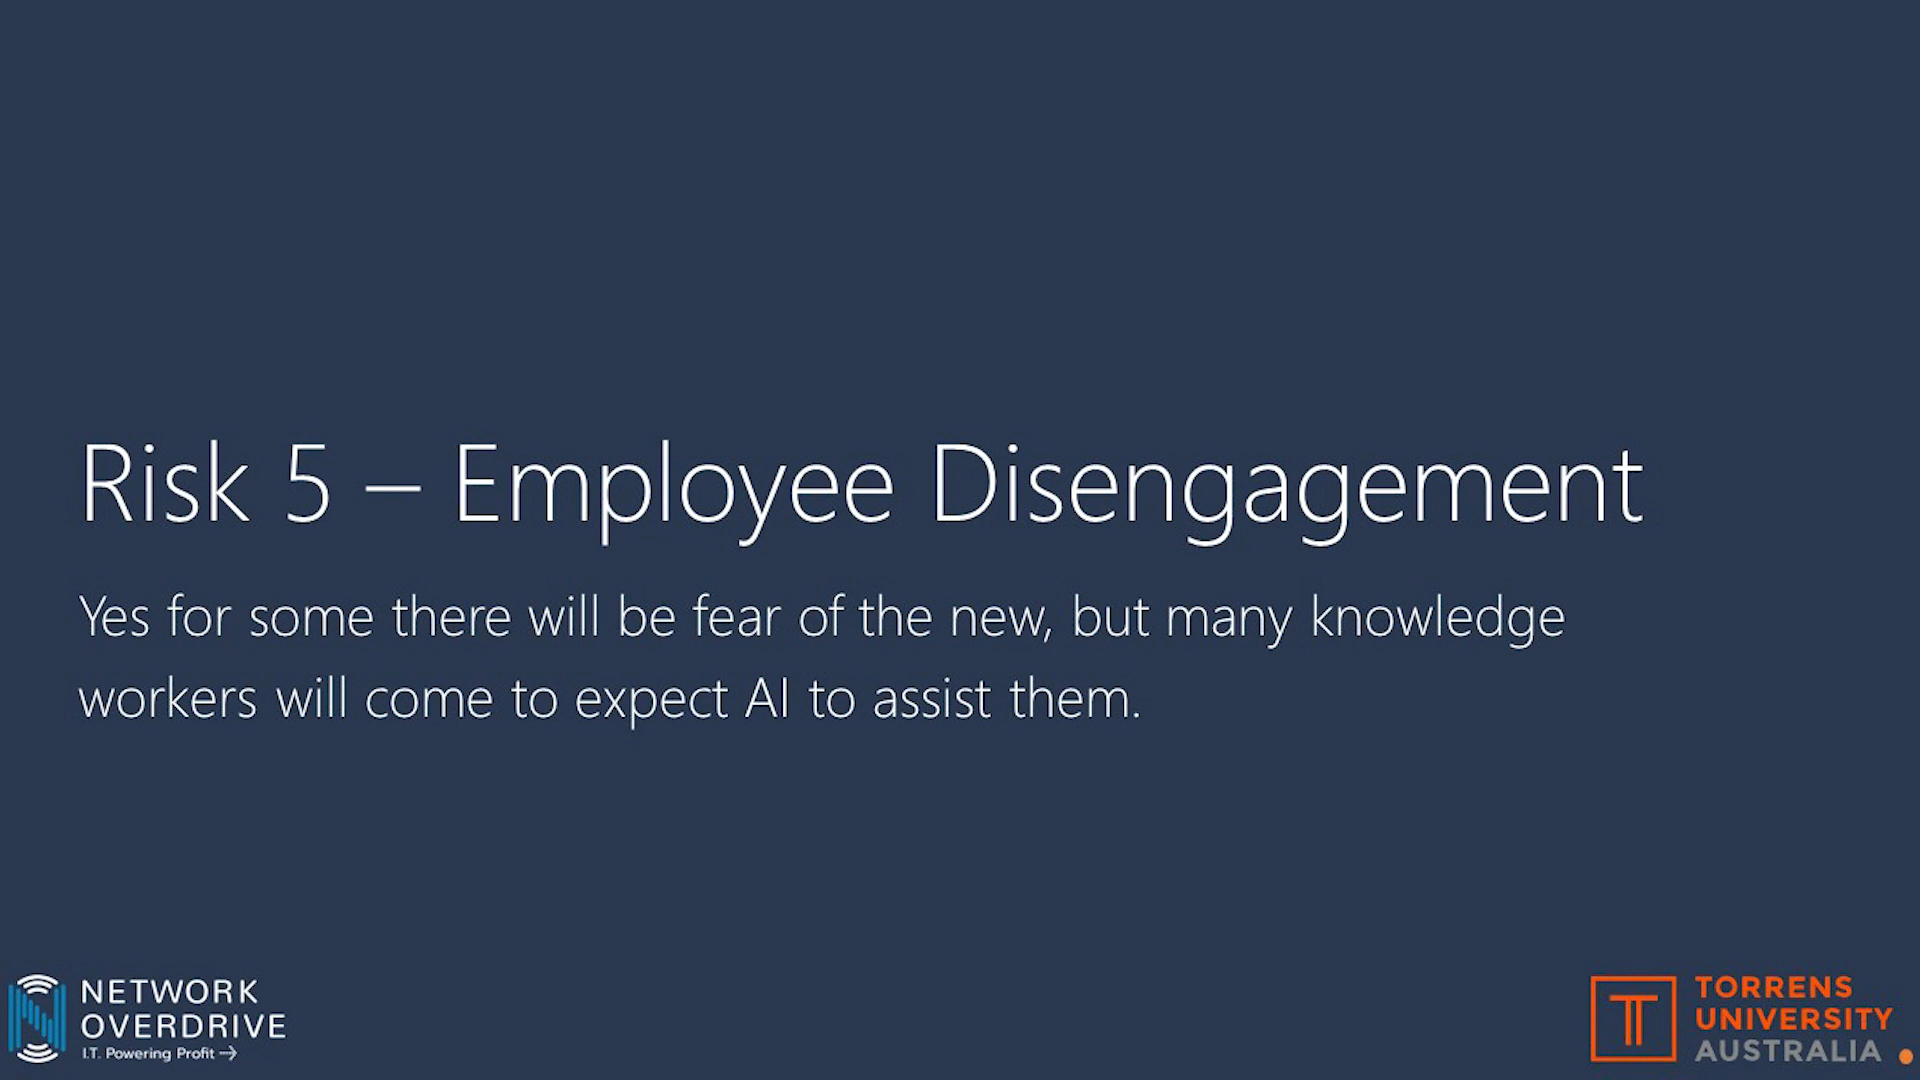 Risk 5 – Employee Disengagement
Yes for some there will be fear of the new, but many knowledge
workers will come to expect AI to assist them.
NETWORK
OVERDRIVE
I.T. Powering Profit
TORRENS
UNIVERSITY
AUSTRALIA